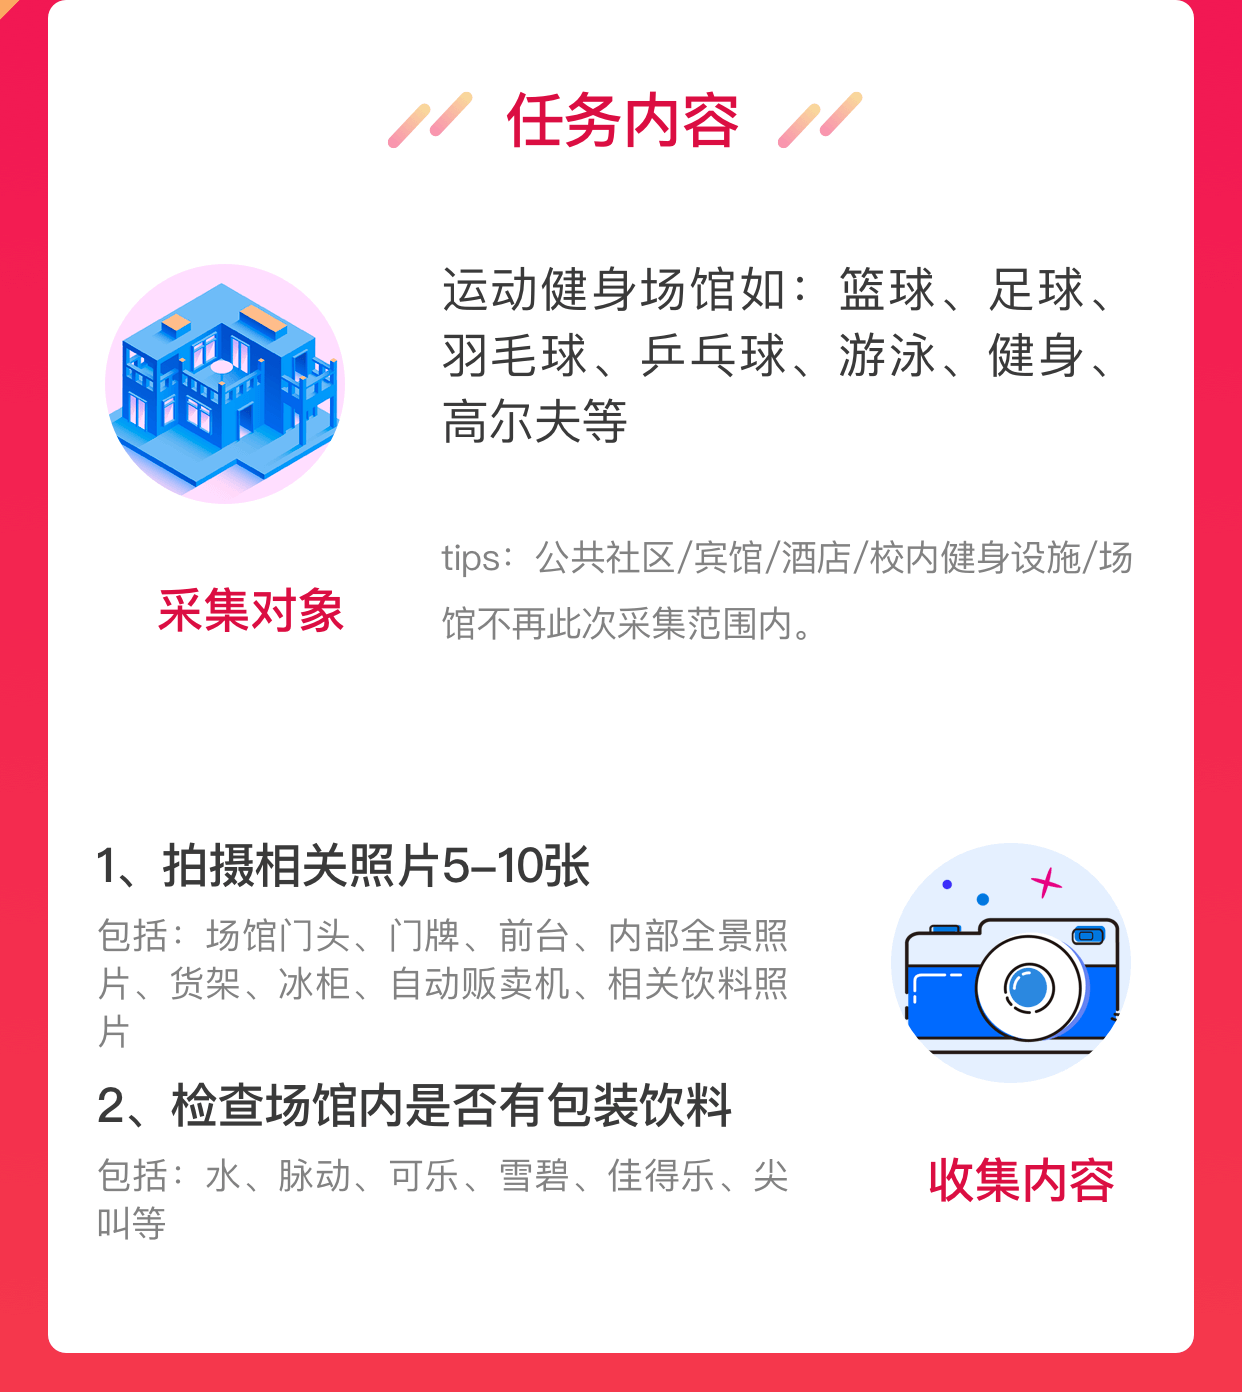 任务内容
运动健身场馆如：篮球、足球、
羽毛球、乒乓球、游泳、健身、
高尔夫等
tips：公共社区/宾馆/酒店/校内健身设施/场
馆不再此次采集范围内。
采集对象
1、拍摄相关照片5-10张
包括：场馆门头、门牌、前台、内部全景照
片、货架、冰柜、自动贩卖机、相关饮料照
片
2、检查场馆内是否有包装饮料
包括：水、脉动、可乐、雪碧、佳得乐、尖
叫等
收集内容